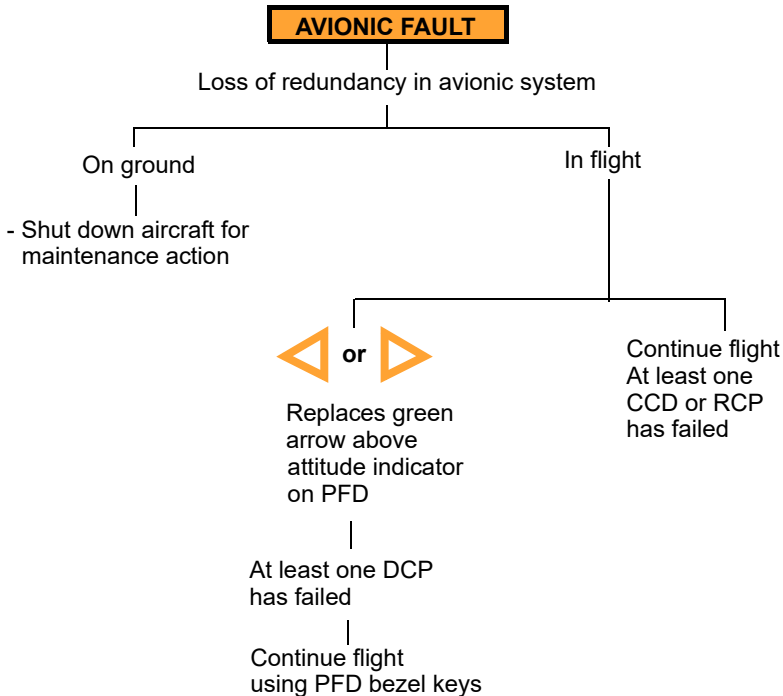 AVIONIC FAULT
Loss of redundancy in avionic system
On ground
- Shut down aircraft for
maintenance action
In flight
or
Replaces green
arrow above
attitude indicator
on PFD
At least one DCP
has failed
Continue flight
using PFD bezel keys
Continue flight
At least one
CCD or RCP
has failed